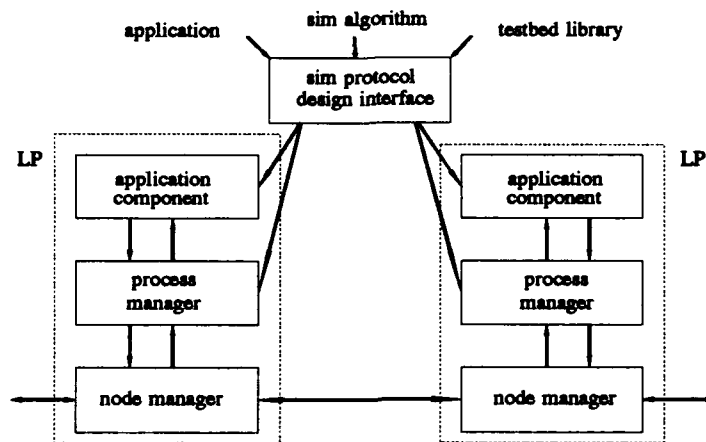 sim algorithm
application
testbed library
sim protocol
design interface
LP
LP
application
component
application
component
process
manager
process
manager
node manager
node manager